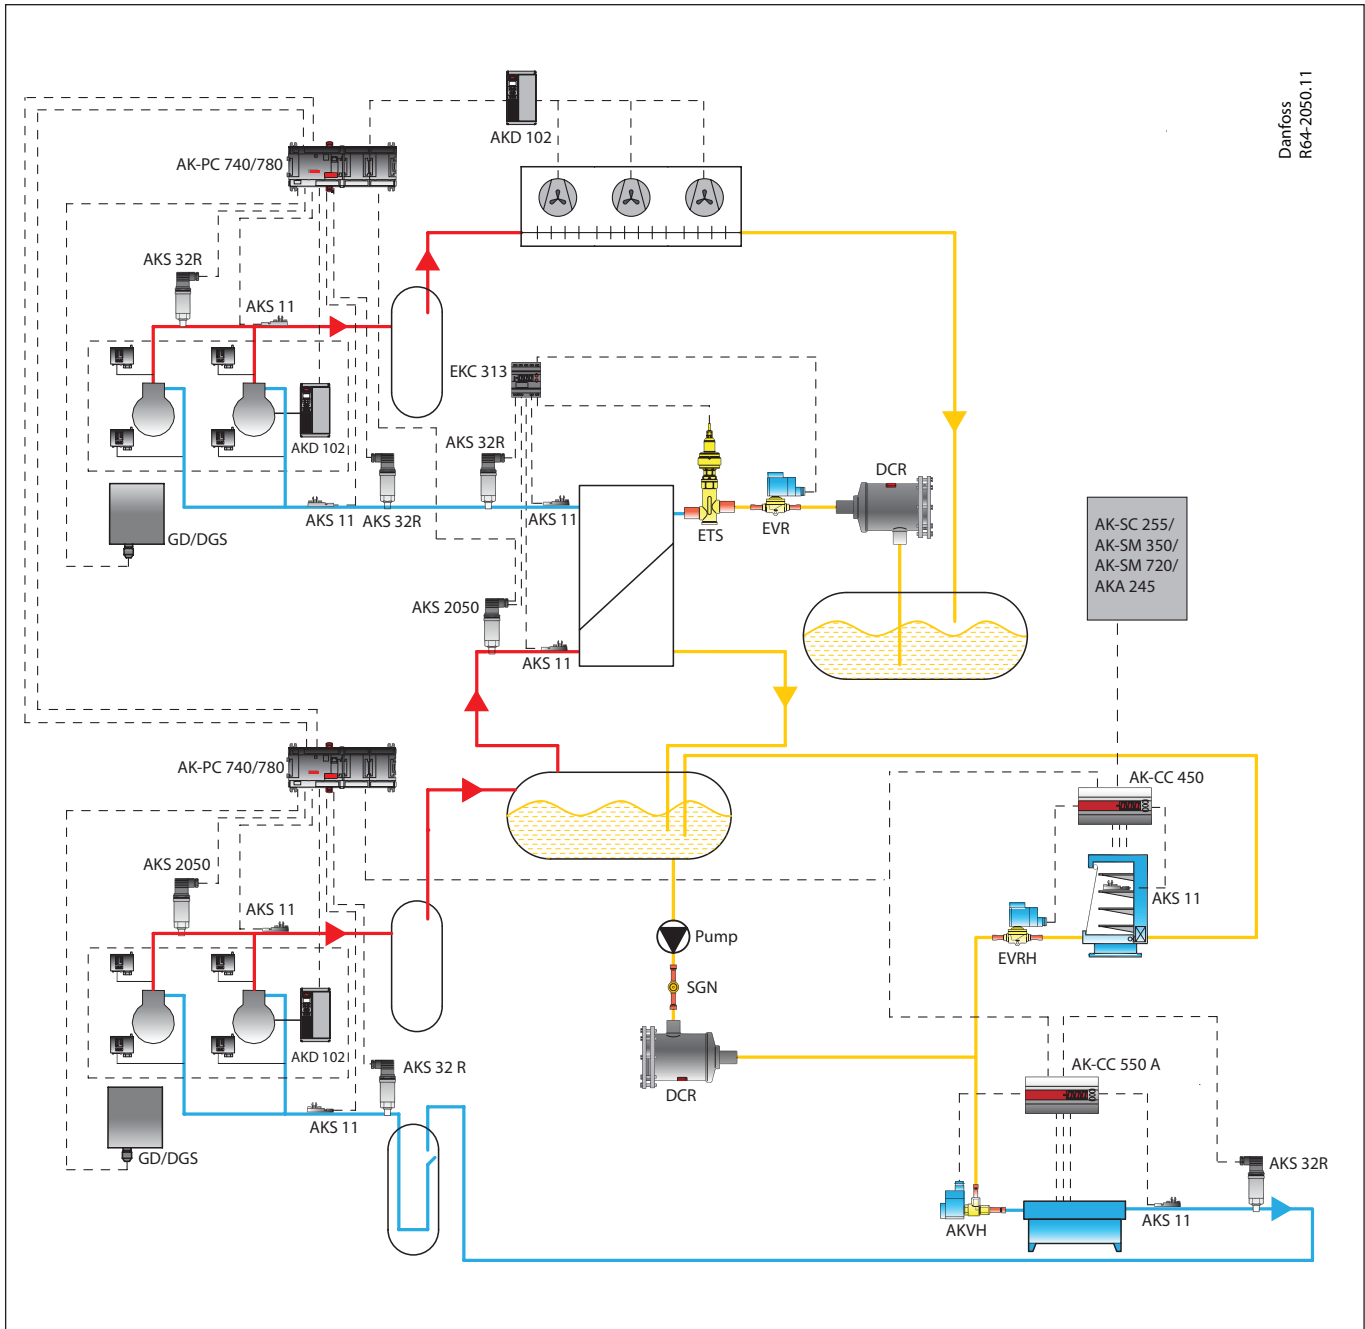 Danfoss
R64-2050.11
AKD 102
AK-PC 740/780
AKS 32R
AKS 11
EKC 313
AKD 102
AKS 32R
DCR
GD/DGS
AKS 11
AKS 32R
AKS 11
ETS
EVR
AK-SC 255/
AK-SM 350/
AK-SM 720/
AKA 245
AKS 2050
AKS 11
AK-PC 740/780
AK-CC 450
AKS 2050
AKS 11
AKS 11
Pump
EVRH
SGN
AKD 102
AKS 32 R
AK-CC 550 A
DCR
AKS 11
GD/DGS
AKS 32R
AKVH
AKS 11